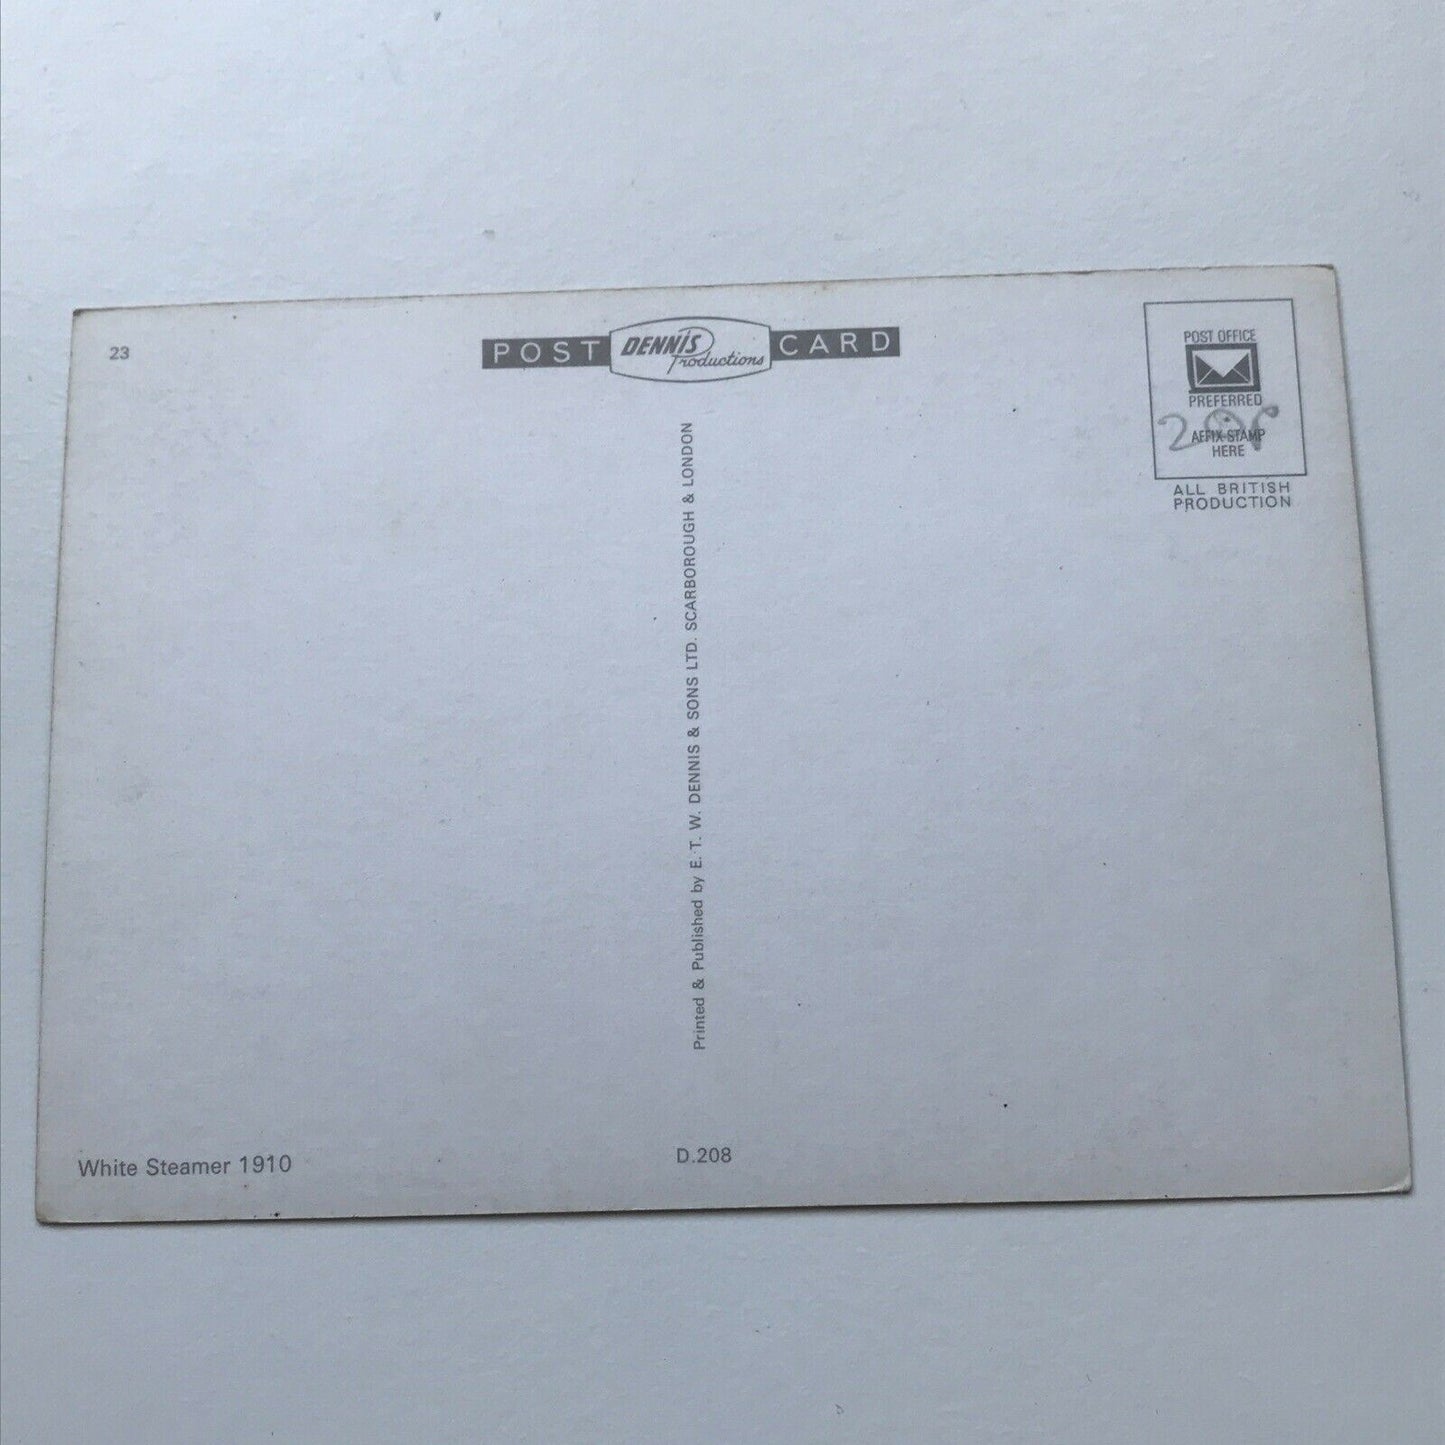 23
POST DENNIS Productions CARD
POST OFFICE
PREFERRED
20p
AFFIX STAMP
HERE
ALL BRITISH
PRODUCTION
Printed & Published by E. T. W. DENNIS & SONS LTD. SCARBOROUGH & LONDON
White Steamer 1910
D.208